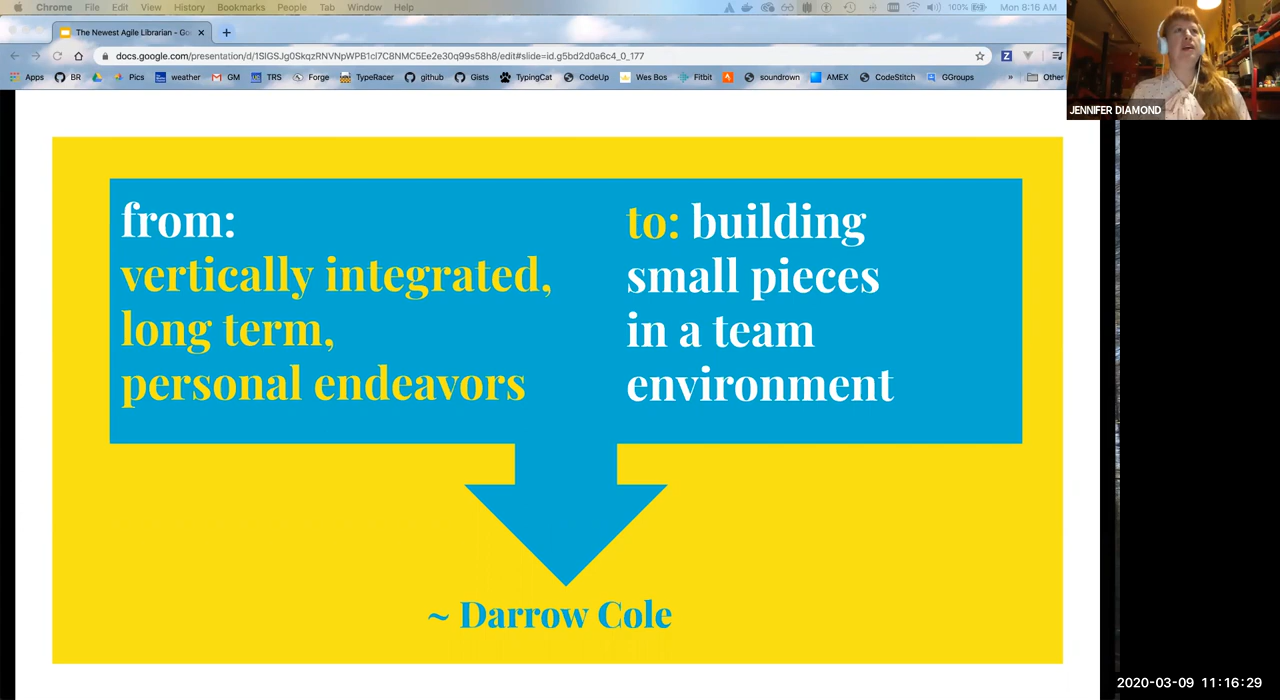 Chrome File Edit View History Bookmarks People Tab Window Help 100% Mon 8:16 AM
The Newest Agile Librarian - Go
docs.google.com/presentation/d/1SlGSJg0SkqzRNVNpWPB1cl7C8NMC5Ee2e30q99s58h8/edit#slide=id.g5bd2d0a6c4_0_177
Apps BR Pics weather GM TRS Forge TypeRacer github Gists TypingCat CodeUp Wes Bos Fitbit soundrown AMEX CodeStitch GGroups » Other
JENNIFER DIAMOND
from:
vertically integrated,
long term,
personal endeavors
to: building
small pieces
in a team
environment
~ Darrow Cole
2020-03-09 11:16:29